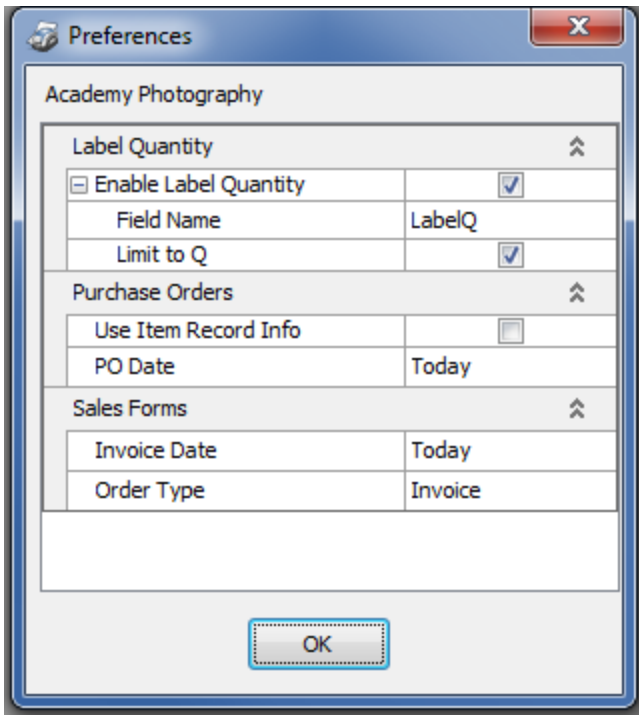 Preferences
Academy Photography
Label Quantity
Enable Label Quantity
Field Name LabelQ
Limit to Q
Purchase Orders
Use Item Record Info
PO Date Today
Sales Forms
Invoice Date Today
Order Type Invoice
OK